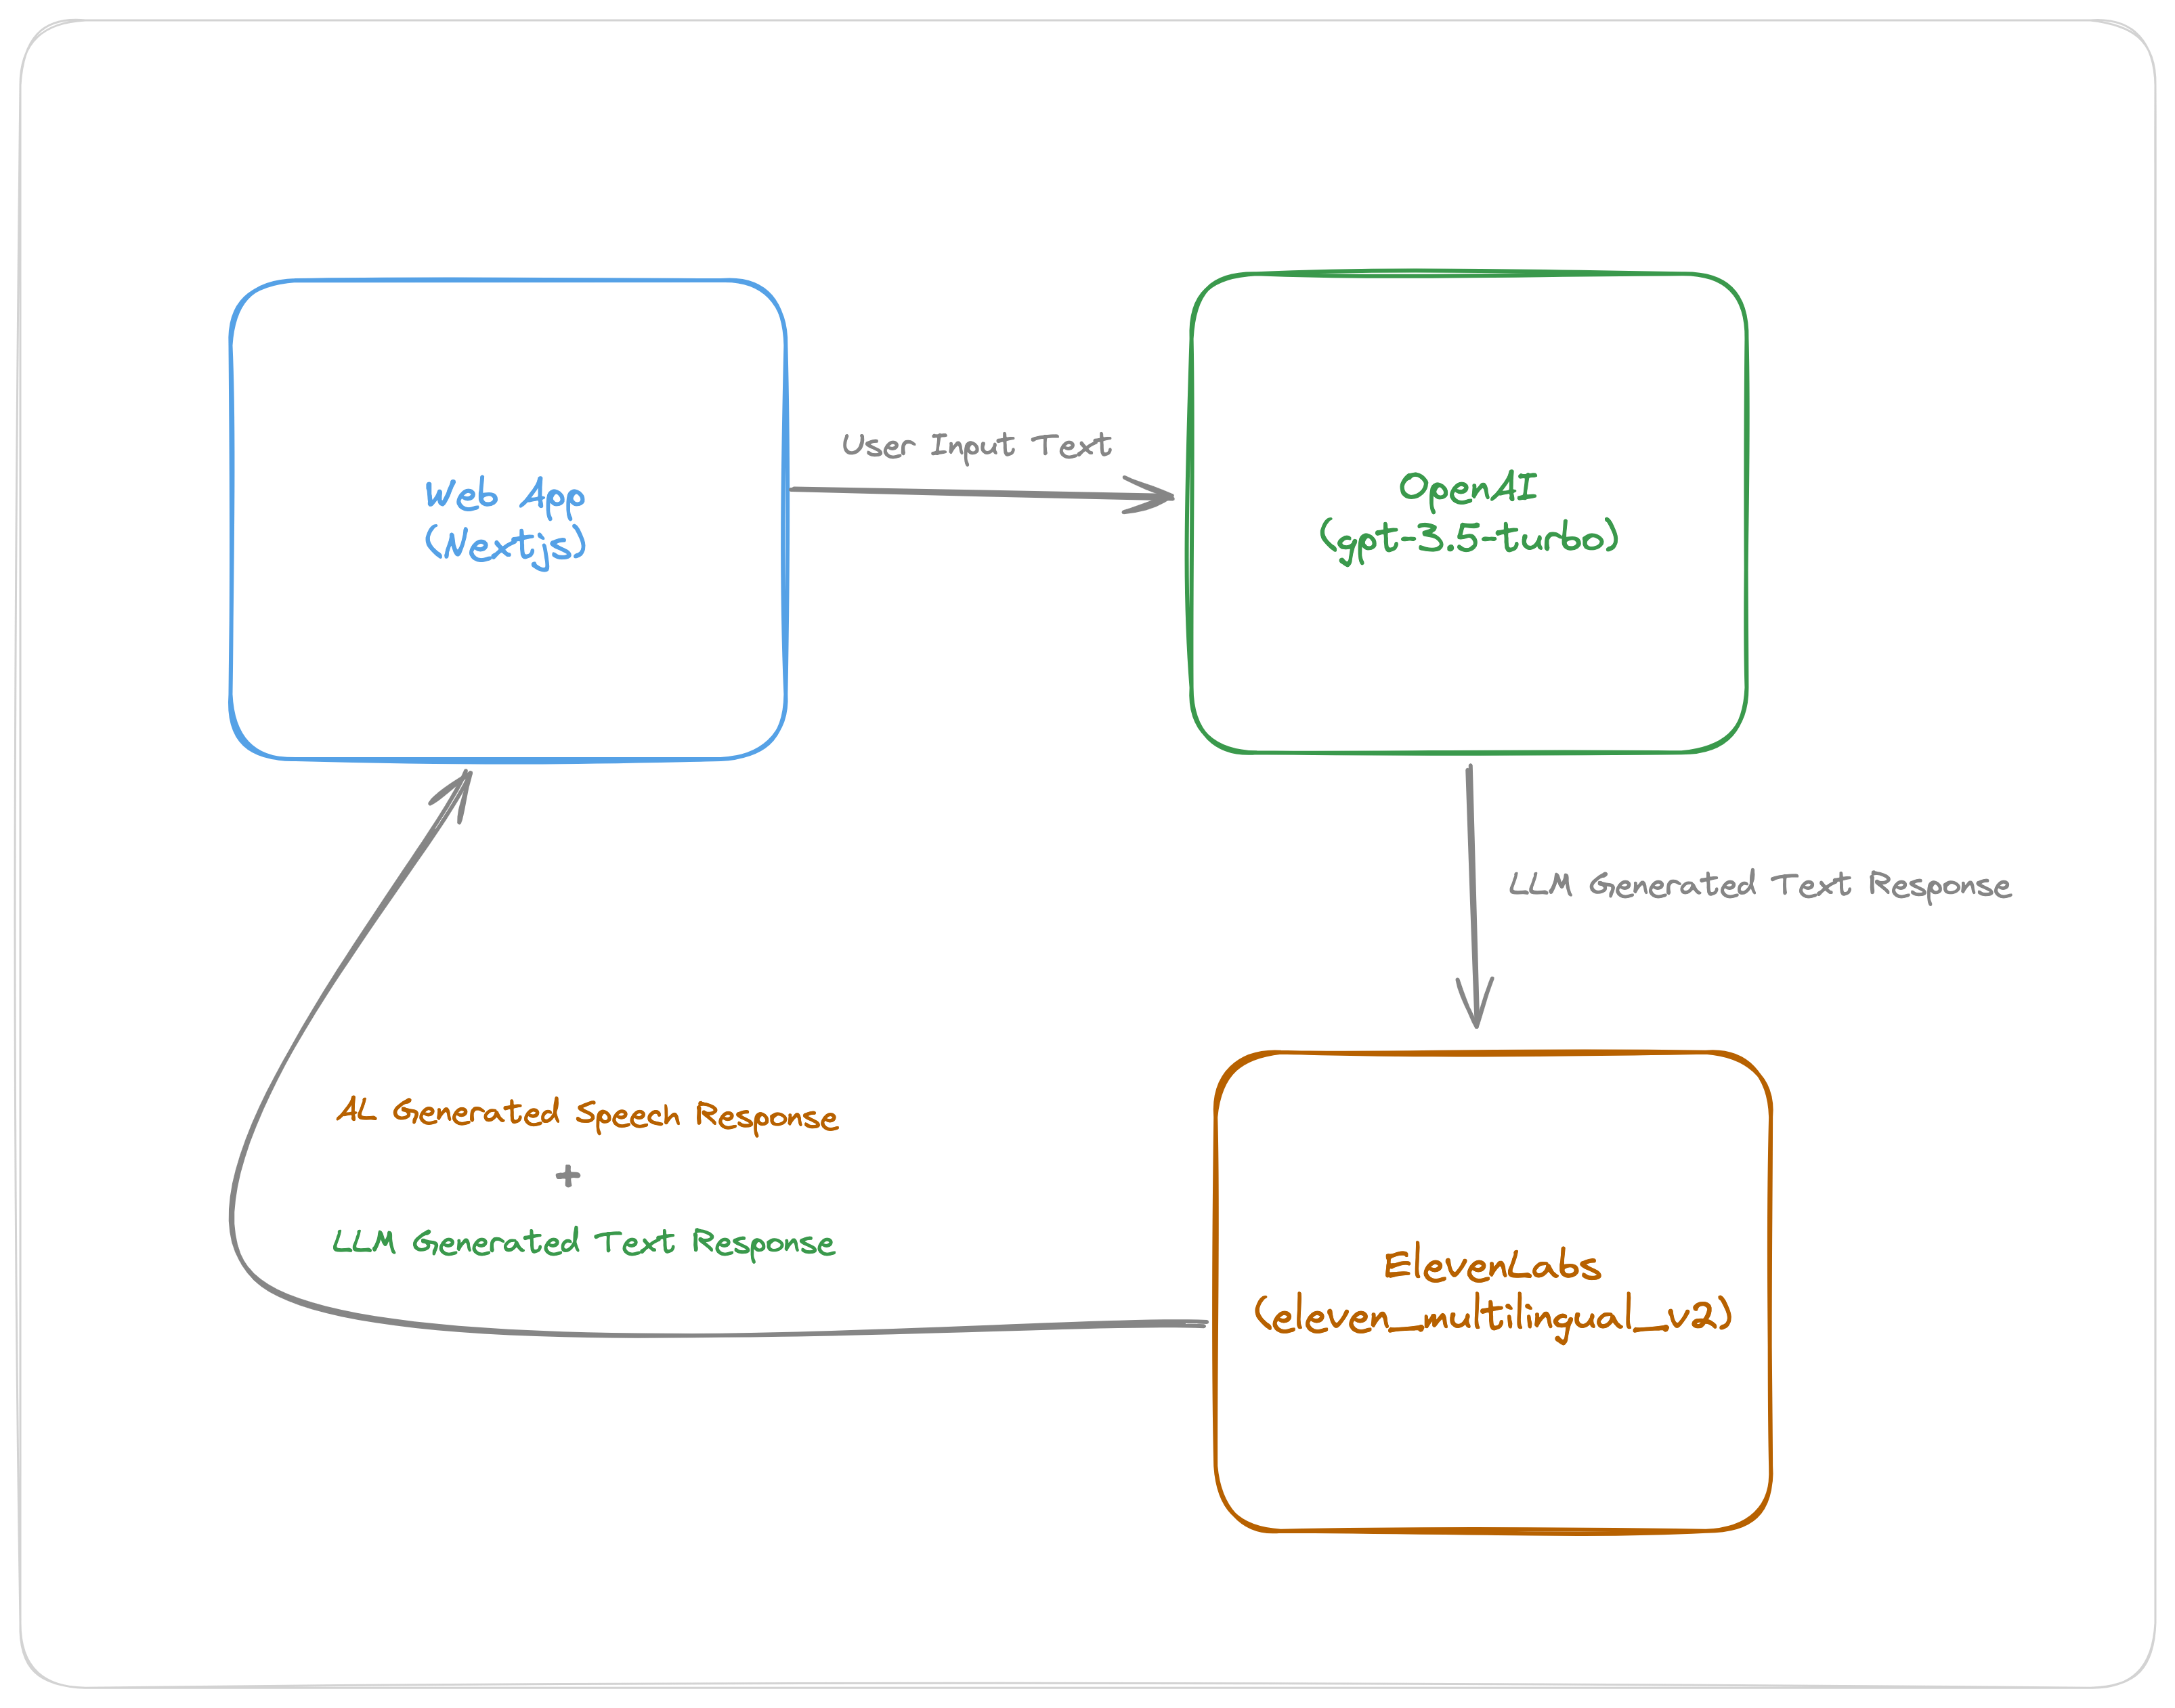 Web App
(Nextjs)
User Input Text
OpenAI
(gpt-3.5-turbo)
LLM Generated Text Response
AL Generated Speech Response
+
LLM Generated Text Response
ElevenLabs
(eleven_multilingual_v2)